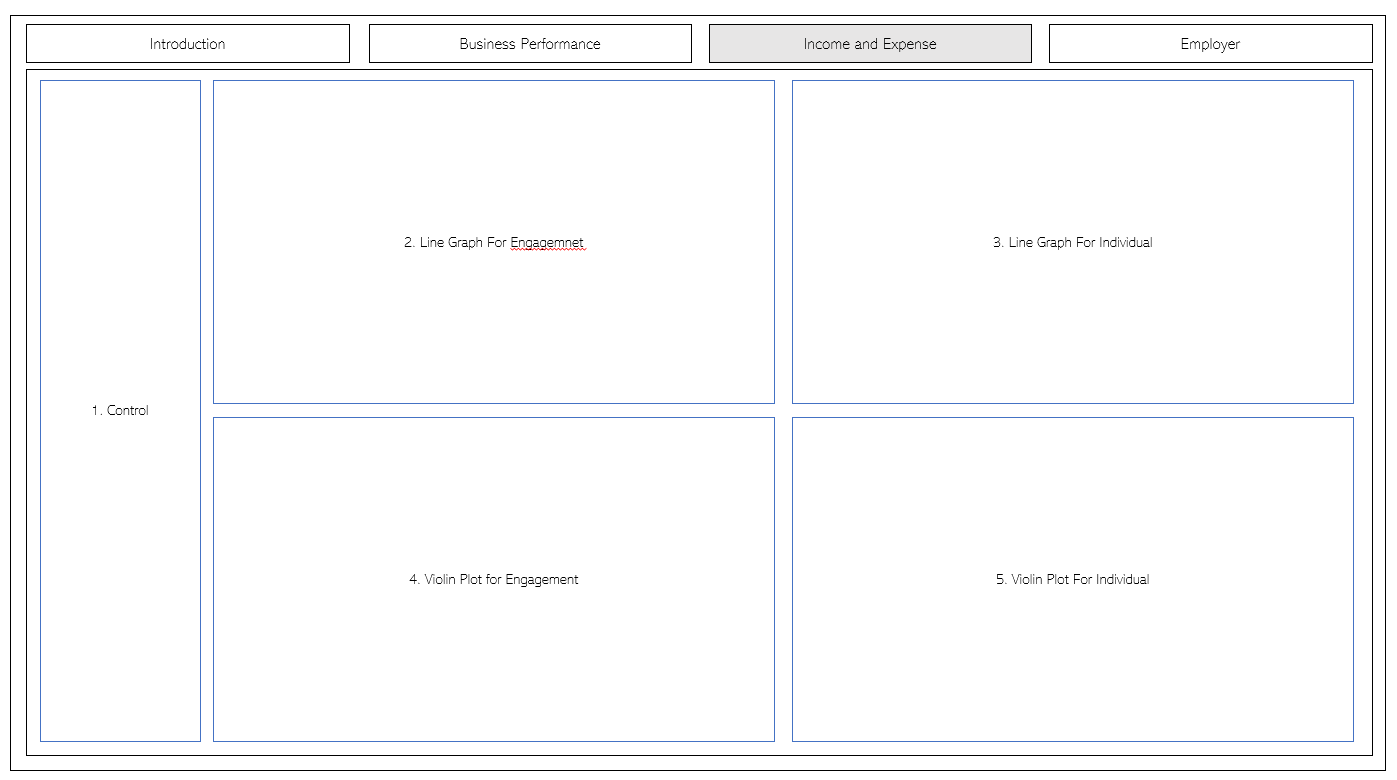 Introduction
Business Performance
Income and Expense
Employer
1. Control
2. Line Graph For Engagemnet
3. Line Graph For Individual
4. Violin Plot for Engagement
5. Violin Plot For Individual